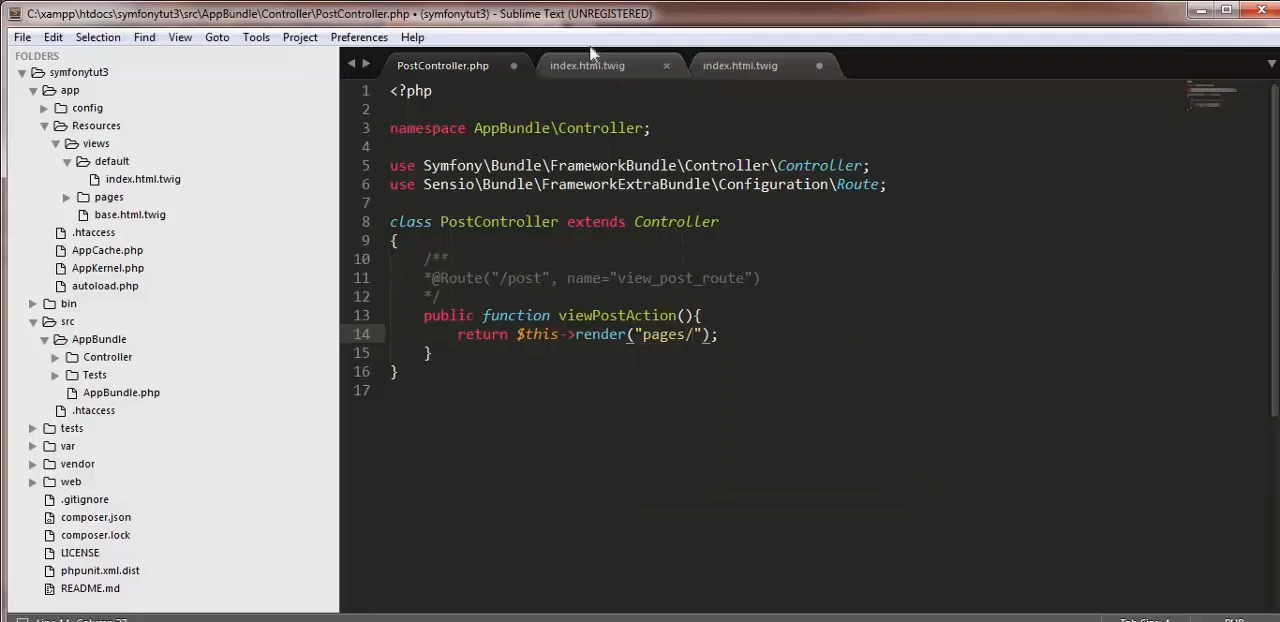 C:\xampp\htdocs\symfonytut3\src\AppBundle\Controller\PostController.php • (symfonytut3) - Sublime Text (UNREGISTERED)
File Edit Selection Find View Goto Tools Project Preferences Help
FOLDERS
symfonytut3
app
config
Resources
views
default
index.html.twig
pages
base.html.twig
.htaccess
AppCache.php
AppKernel.php
autoload.php
bin
src
AppBundle
Controller
Tests
AppBundle.php
.htaccess
tests
var
vendor
web
.gitignore
composer.json
composer.lock
LICENSE
phpunit.xml.dist
README.md
PostController.php
index.html.twig
index.html.twig
1 <?php
2
3 namespace AppBundle\Controller;
4
5 use Symfony\Bundle\FrameworkBundle\Controller\Controller;
6 use Sensio\Bundle\FrameworkExtraBundle\Configuration\Route;
7
8 class PostController extends Controller
9 {
10 /**
11 *@Route("/post", name="view_post_route")
12 */
13 public function viewPostAction(){
14 return $this->render("pages/");
15 }
16 }
17